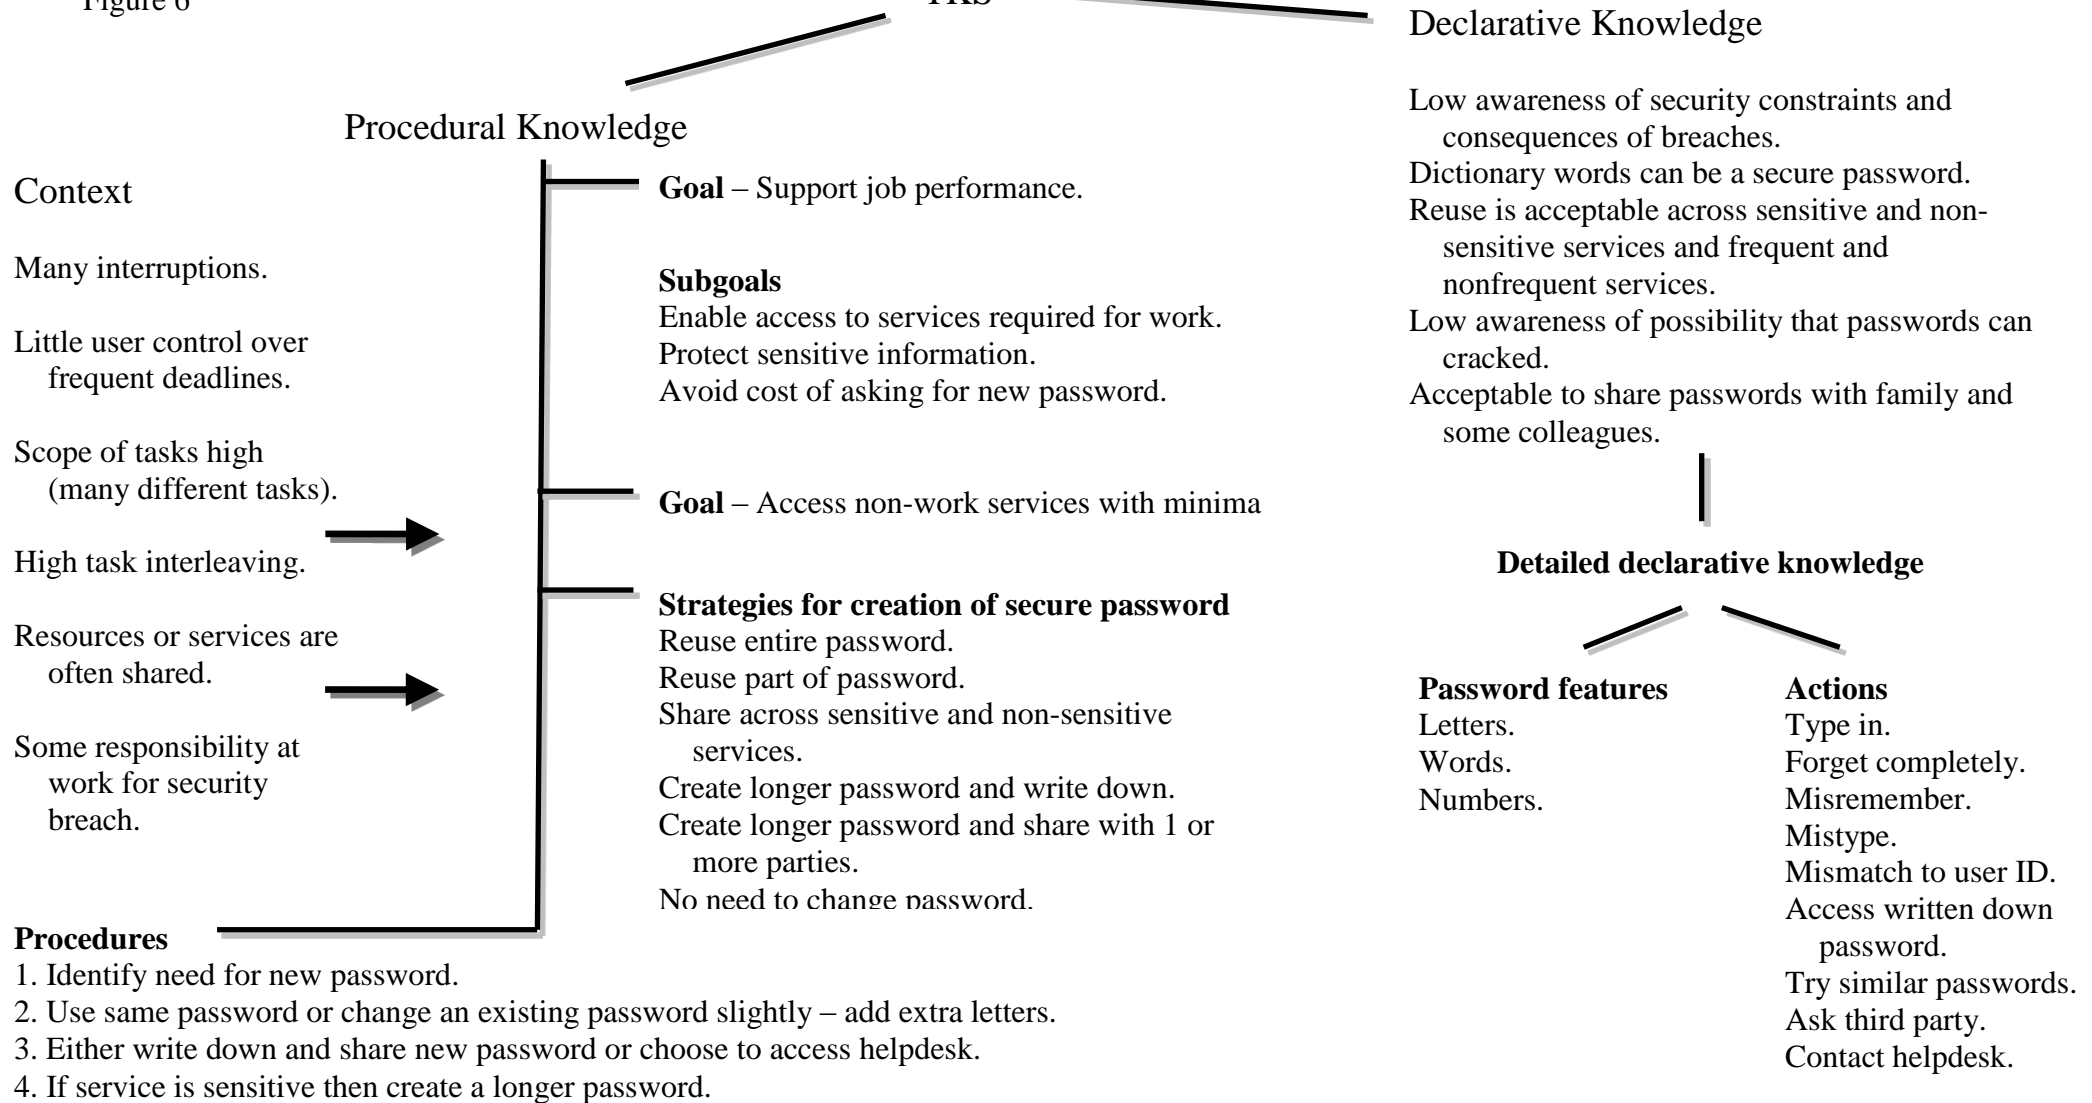 Figure 6
TKS
Declarative Knowledge
Low awareness of security constraints and
consequences of breaches.
Dictionary words can be a secure password.
Reuse is acceptable across sensitive and non-
sensitive services and frequent and
nonfrequent services.
Low awareness of possibility that passwords can
cracked.
Acceptable to share passwords with family and
some colleagues.
Detailed declarative knowledge
Password features
Letters.
Words.
Numbers.
Actions
Type in.
Forget completely.
Misremember.
Mistype.
Mismatch to user ID.
Access written down
password.
Try similar passwords.
Ask third party.
Contact helpdesk.
Procedural Knowledge
Goal – Support job performance.
Subgoals
Enable access to services required for work.
Protect sensitive information.
Avoid cost of asking for new password.
Goal – Access non-work services with minima
Strategies for creation of secure password
Reuse entire password.
Reuse part of password.
Share across sensitive and non-sensitive
services.
Create longer password and write down.
Create longer password and share with 1 or
more parties.
No need to change password.
Context
Many interruptions.
Little user control over
frequent deadlines.
Scope of tasks high
(many different tasks).
High task interleaving.
Resources or services are
often shared.
Some responsibility at
work for security
breach.
Procedures
1. Identify need for new password.
2. Use same password or change an existing password slightly – add extra letters.
3. Either write down and share new password or choose to access helpdesk.
4. If service is sensitive then create a longer password.